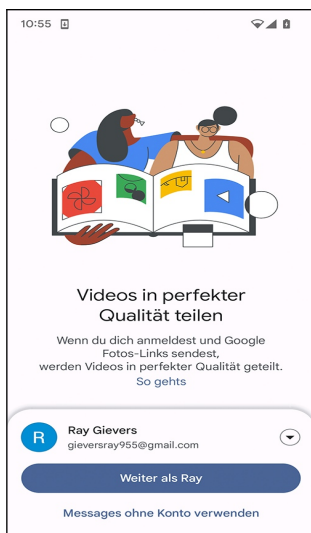 10:55
Videos in perfekter
Qualität teilen
Wenn du dich anmeldest und Google
Fotos-Links sendest,
werden Videos in perfekter Qualität geteilt.
So gehts
R
Ray Gievers
gieversray955@gmail.com
Weiter als Ray
Messages ohne Konto verwenden